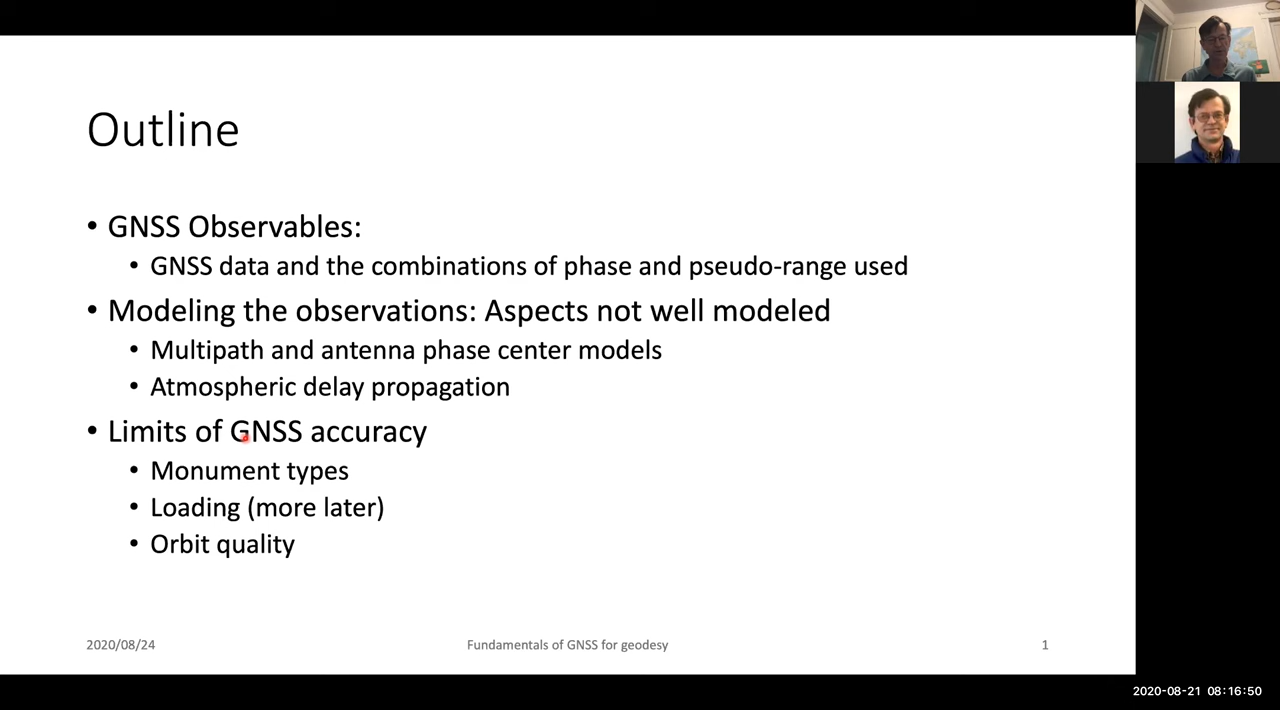 Outline
• GNSS Observables:
• GNSS data and the combinations of phase and pseudo-range used
• Modeling the observations: Aspects not well modeled
• Multipath and antenna phase center models
• Atmospheric delay propagation
• Limits of GNSS accuracy
• Monument types
• Loading (more later)
• Orbit quality
2020/08/24
Fundamentals of GNSS for geodesy
1
2020-08-21 08:16:50